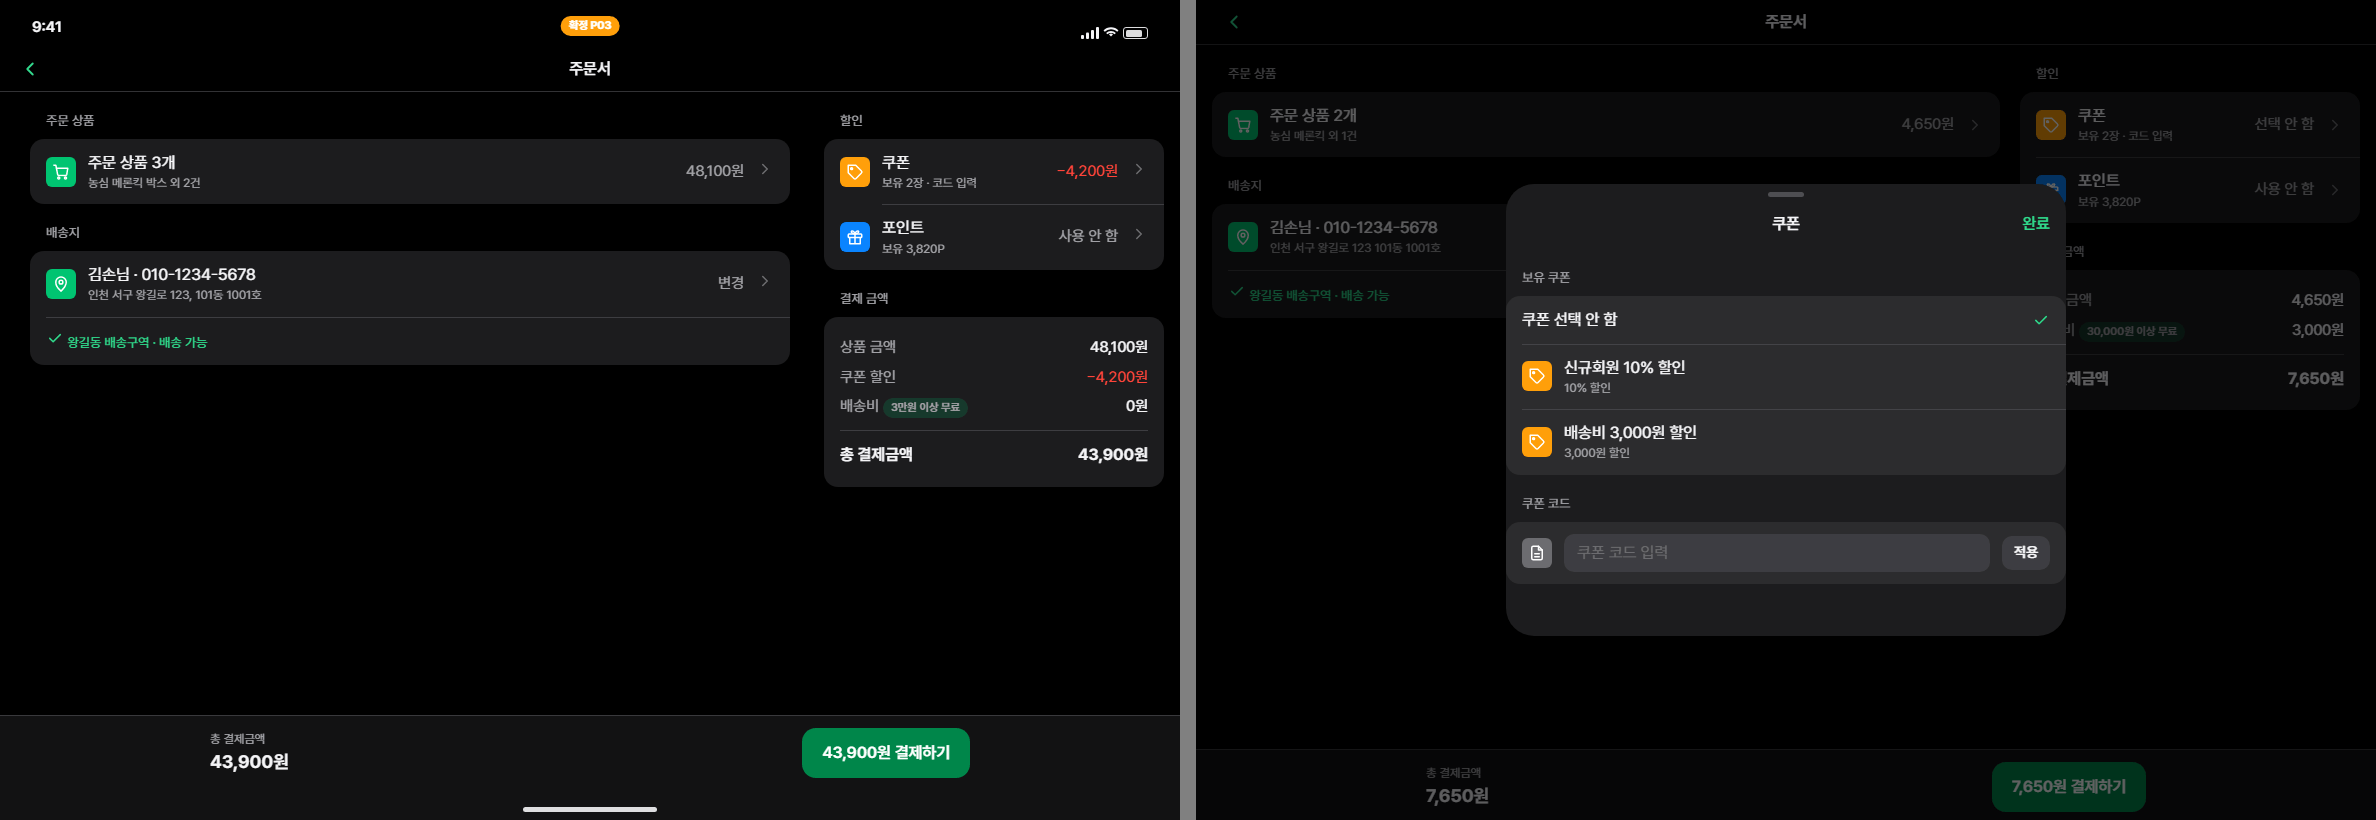 9:41
확정 P03
주문서
주문 상품
주문 상품 3개
농심 메론킥 박스 외 2건
48,100원
배송지
김손님 · 010-1234-5678
인천 서구 왕길로 123, 101동 1001호
변경
왕길동 배송구역 · 배송 가능
할인
쿠폰
보유 2장 · 코드 입력
-4,200원
포인트
보유 3,820P
사용 안 함
결제 금액
상품 금액
48,100원
쿠폰 할인
-4,200원
배송비 3만원 이상 무료
0원
총 결제금액
43,900원
총 결제금액
43,900원
43,900원 결제하기
주문서
주문 상품
주문 상품 2개
농심 메론킥 외 1건
4,650원
배송지
김손님 · 010-1234-5678
인천 서구 왕길로 123 101동 1001호
왕길동 배송구역 · 배송 가능
할인
쿠폰
보유 2장 · 코드 입력
선택 안 함
포인트
보유 3,820P
사용 안 함
금액
금액
4,650원
비 30,000원 이상 무료
3,000원
제금액
7,650원
쿠폰
완료
보유 쿠폰
쿠폰 선택 안 함
신규회원 10% 할인
10% 할인
배송비 3,000원 할인
3,000원 할인
쿠폰 코드
쿠폰 코드 입력
적용
총 결제금액
7,650원
7,650원 결제하기